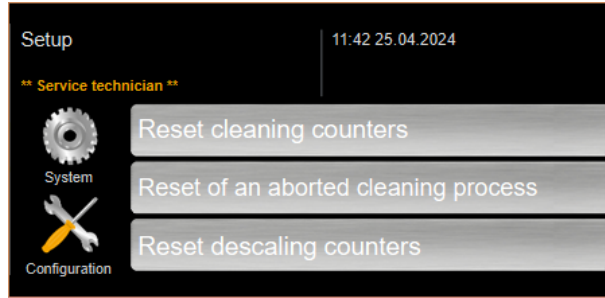 Setup
11:42 25.04.2024
** Service technician **
Reset cleaning counters
System
Reset of an aborted cleaning process
Reset descaling counters
Configuration